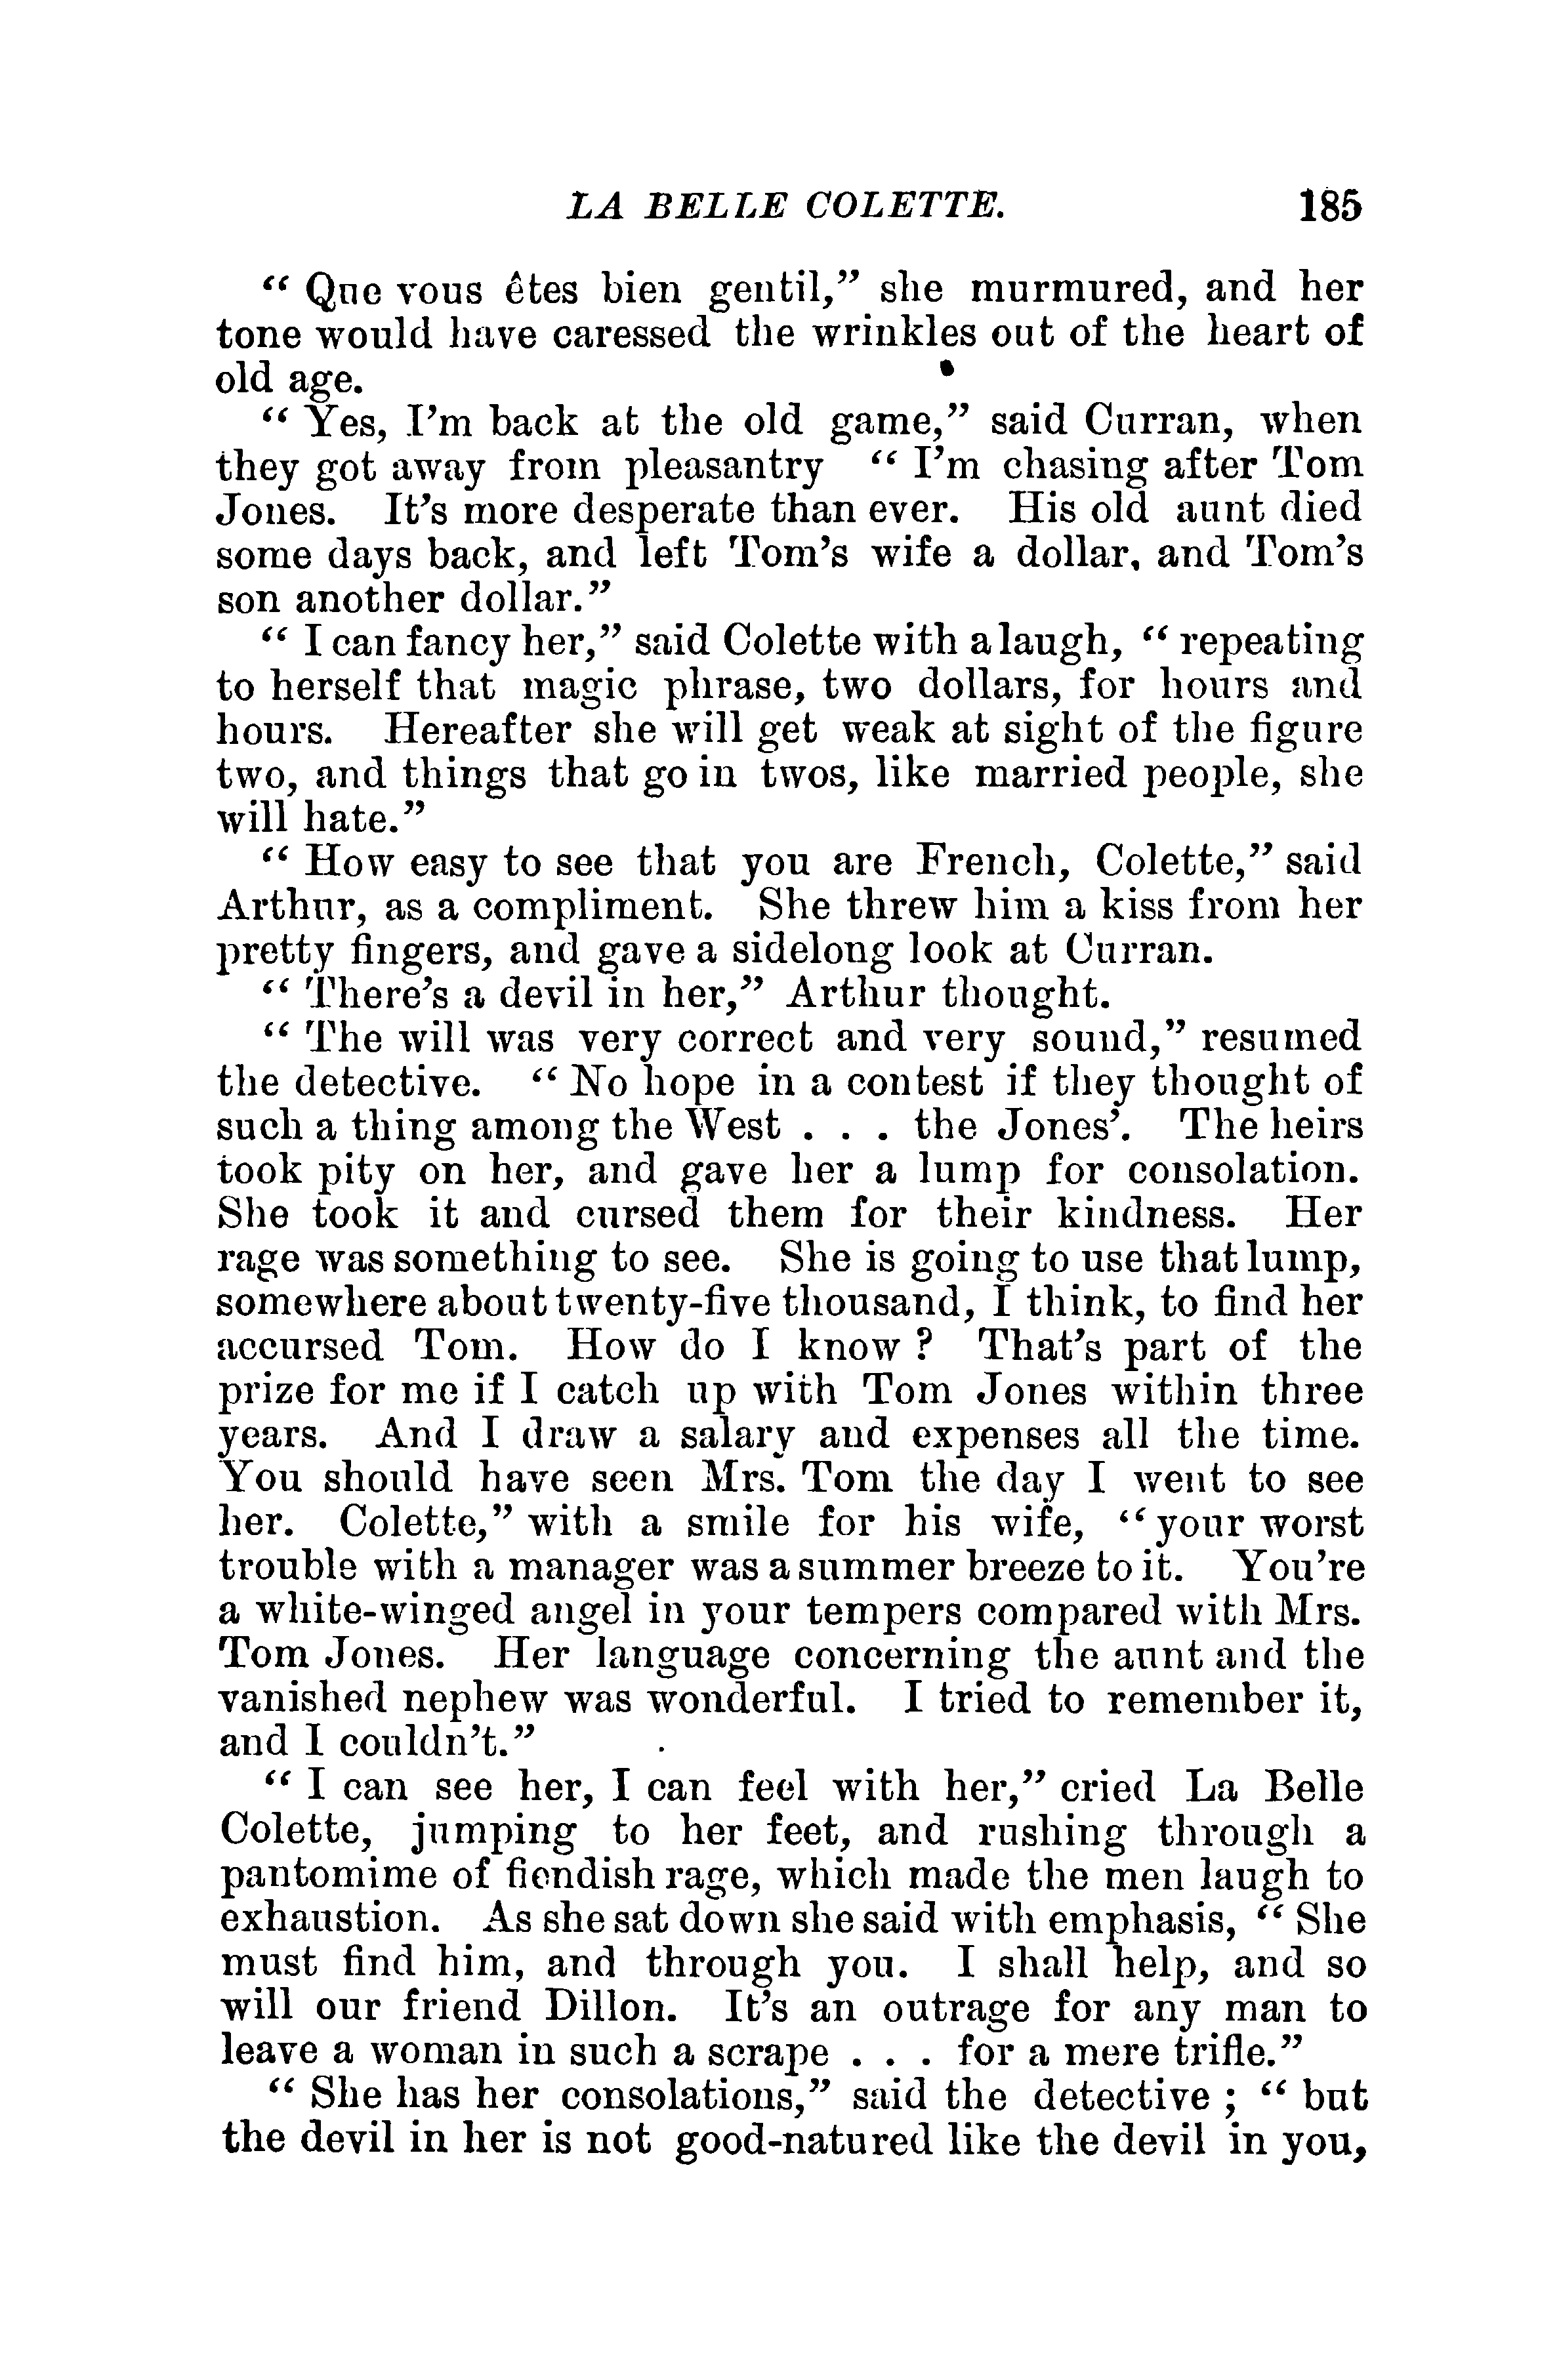 LA BELLE COLETTE. 185
“ Que vous êtes bien gentil,” she murmured, and her
tone would have caressed the wrinkles out of the heart of
old age.
“ Yes, I’m back at the old game,” said Curran, when
they got away from pleasantry “ I’m chasing after Tom
Jones. It’s more desperate than ever. His old aunt died
some days back, and left Tom’s wife a dollar, and Tom’s
son another dollar.”
“ I can fancy her,” said Colette with a laugh, “ repeating
to herself that magic phrase, two dollars, for hours and
hours. Hereafter she will get weak at sight of the figure
two, and things that go in twos, like married people, she
will hate.”
“ How easy to see that you are French, Colette,” said
Arthur, as a compliment. She threw him a kiss from her
pretty fingers, and gave a sidelong look at Curran.
“ There’s a devil in her,” Arthur thought.
“ The will was very correct and very sound,” resumed
the detective. “ No hope in a contest if they thought of
such a thing among the West . . . the Jones’. The heirs
took pity on her, and gave her a lump for consolation.
She took it and cursed them for their kindness. Her
rage was something to see. She is going to use that lump,
somewhere about twenty-five thousand, I think, to find her
accursed Tom. How do I know ? That’s part of the
prize for me if I catch up with Tom Jones within three
years. And I draw a salary and expenses all the time.
You should have seen Mrs. Tom the day I went to see
her. Colette,” with a smile for his wife, “ your worst
trouble with a manager was a summer breeze to it. You’re
a white-winged angel in your tempers compared with Mrs.
Tom Jones. Her language concerning the aunt and the
vanished nephew was wonderful. I tried to remember it,
and I couldn’t.”
“ I can see her, I can feel with her,” cried La Belle
Colette, jumping to her feet, and rushing through a
pantomime of fiendish rage, which made the men laugh to
exhaustion. As she sat down she said with emphasis, “ She
must find him, and through you. I shall help, and so
will our friend Dillon. It’s an outrage for any man to
leave a woman in such a scrape . . . for a mere trifle.”
“ She has her consolations,” said the detective ; “ but
the devil in her is not good-natured like the devil in you,